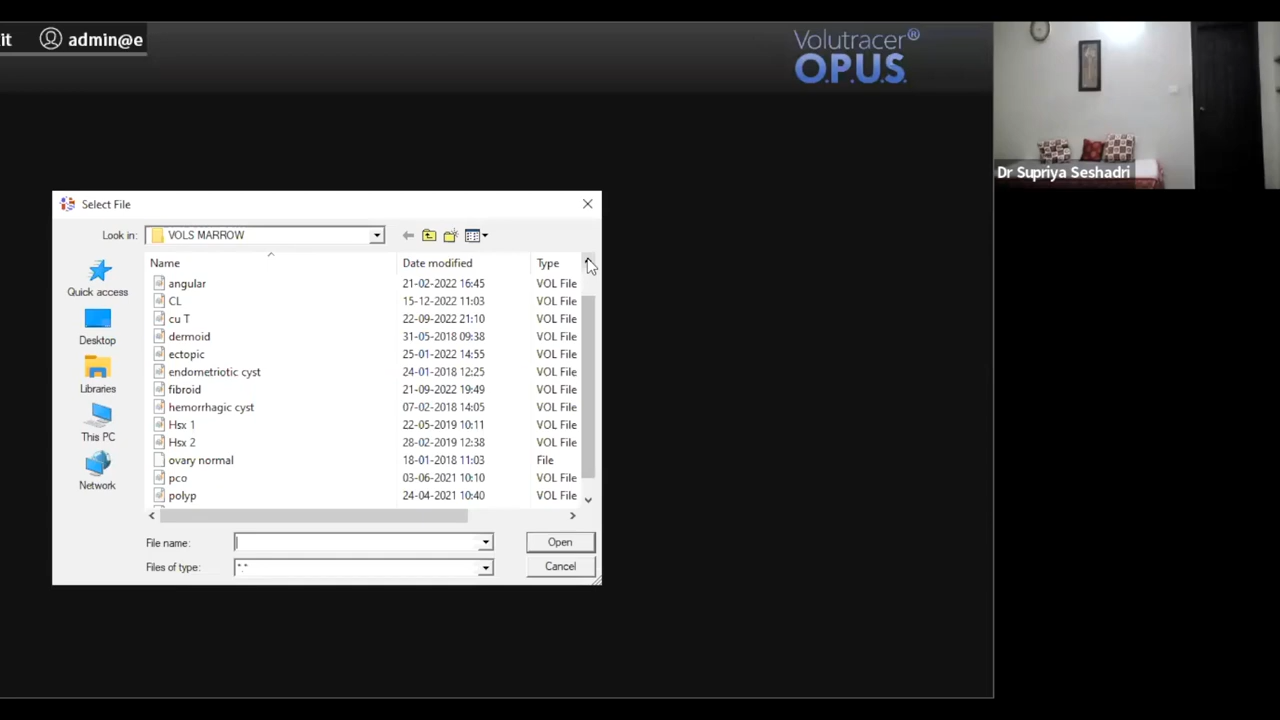 it admin@e
Volutracer®
O.P.U.S.
Dr Supriya Seshadri
Select File
Look in: VOLS MARROW
Name Date modified Type
angular 21-02-2022 16:45 VOL File
CL 15-12-2022 11:03 VOL File
cu T 22-09-2022 21:10 VOL File
dermoid 31-05-2018 09:38 VOL File
ectopic 25-01-2022 14:55 VOL File
endometriotic cyst 24-01-2018 12:25 VOL File
fibroid 21-09-2022 19:49 VOL File
hemorrhagic cyst 07-02-2018 14:05 VOL File
Hsx 1 22-05-2019 10:11 VOL File
Hsx 2 28-02-2019 12:38 VOL File
ovary normal 18-01-2018 11:03 File
pco 03-06-2021 10:10 VOL File
polyp 24-04-2021 10:40 VOL File
Quick access
Desktop
Libraries
This PC
Network
File name: Open
Files of type: *.* Cancel